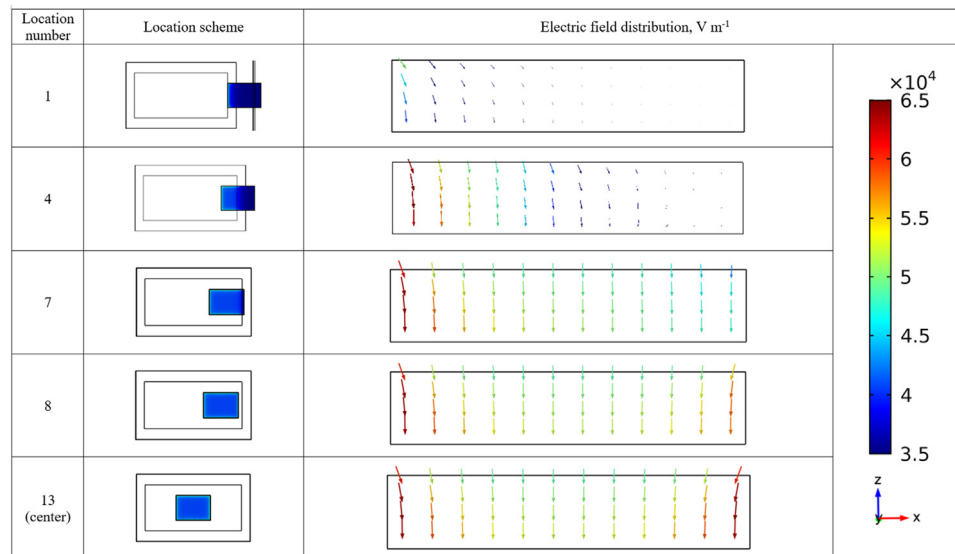 Location number
Location scheme
Electric field distribution, V m⁻¹
1
4
7
8
13
(center)
×10⁴
6.5
6
5.5
5
4.5
4
3.5
z
y
x